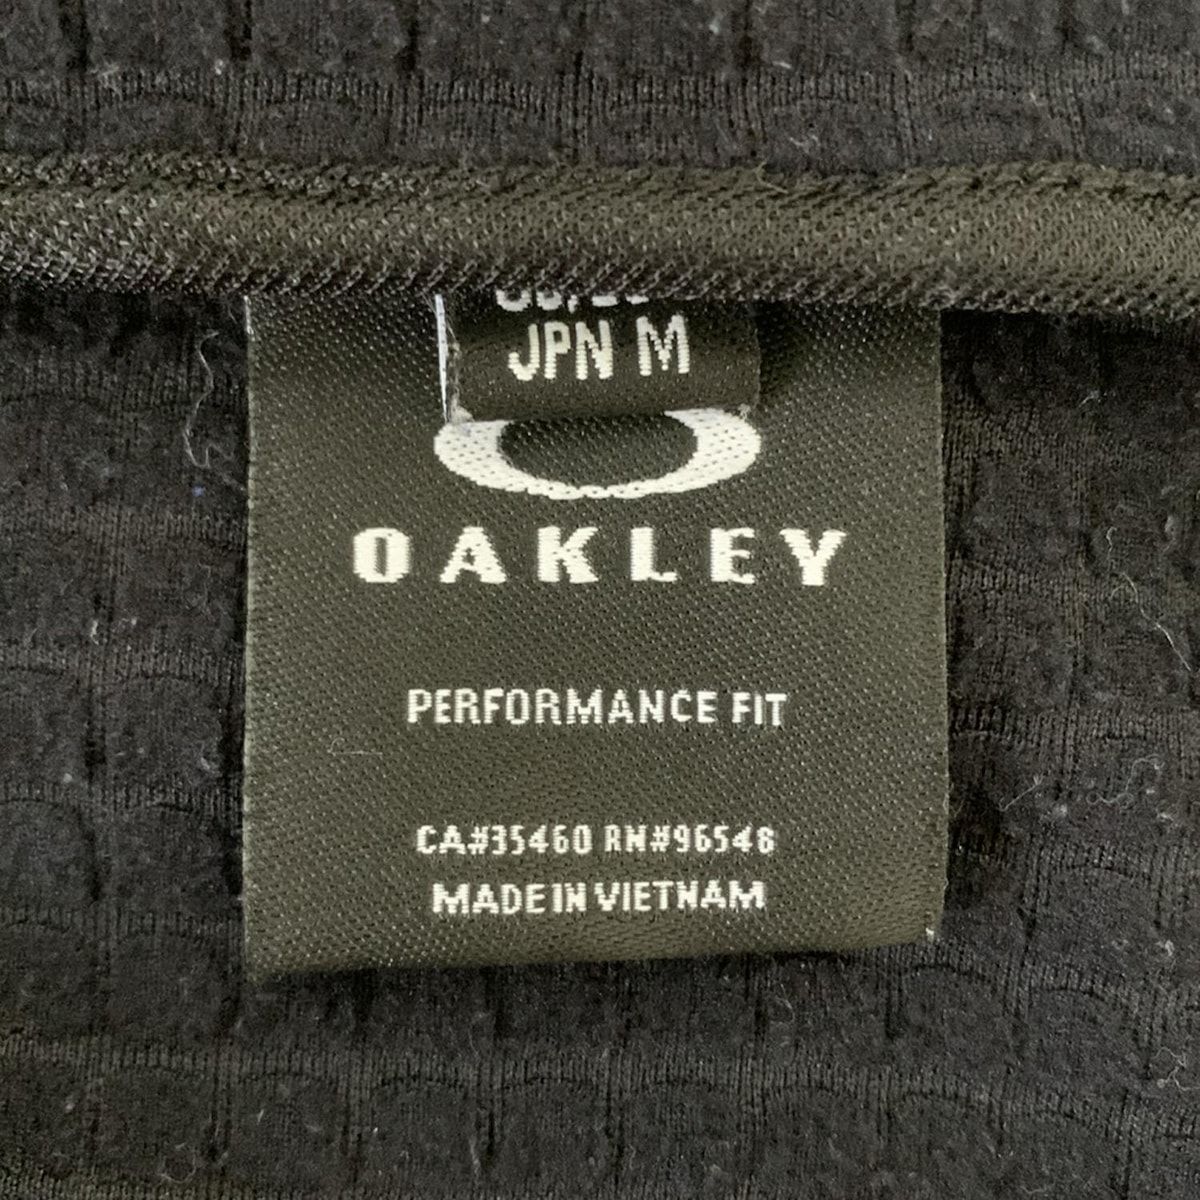 JPN M
OAKLEY
PERFORMANCE FIT
CA#35460 RN#96548
MADE IN VIETNAM